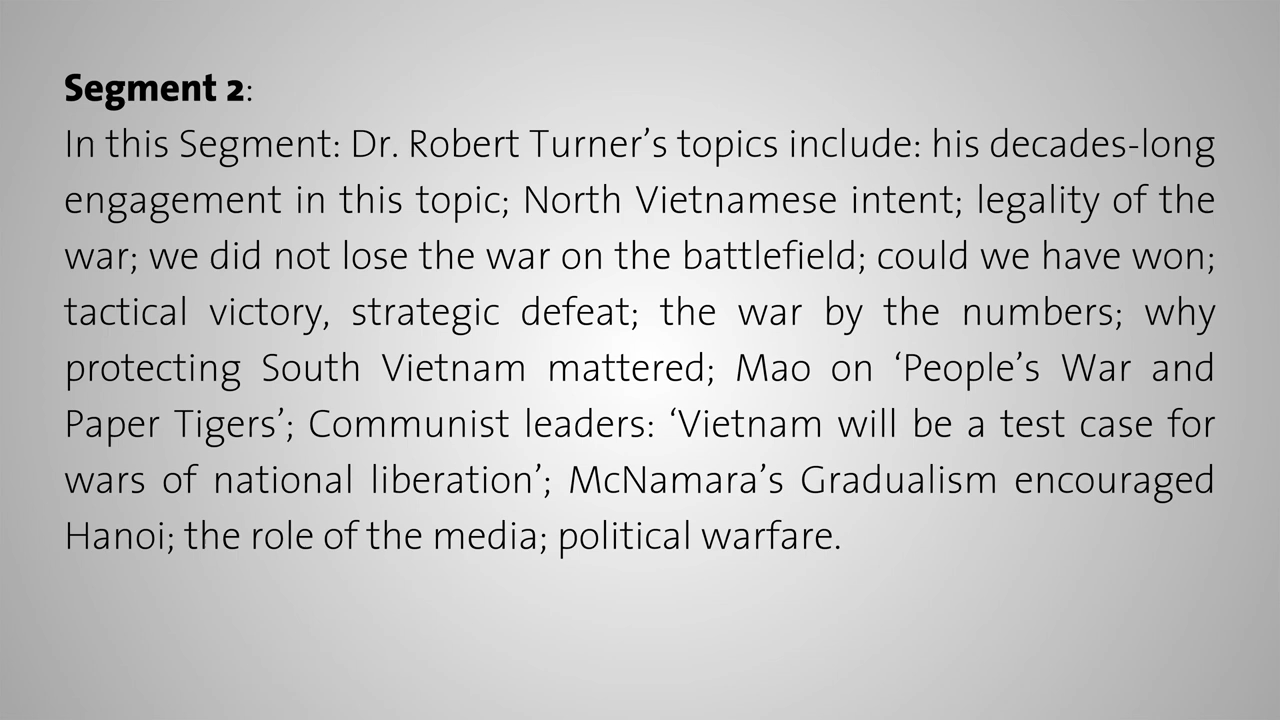 Segment 2:
In this Segment: Dr. Robert Turner’s topics include: his decades-long
engagement in this topic; North Vietnamese intent; legality of the
war; we did not lose the war on the battlefield; could we have won;
tactical victory, strategic defeat; the war by the numbers; why
protecting South Vietnam mattered; Mao on ‘People’s War and
Paper Tigers’; Communist leaders: ‘Vietnam will be a test case for
wars of national liberation’; McNamara’s Gradualism encouraged
Hanoi; the role of the media; political warfare.